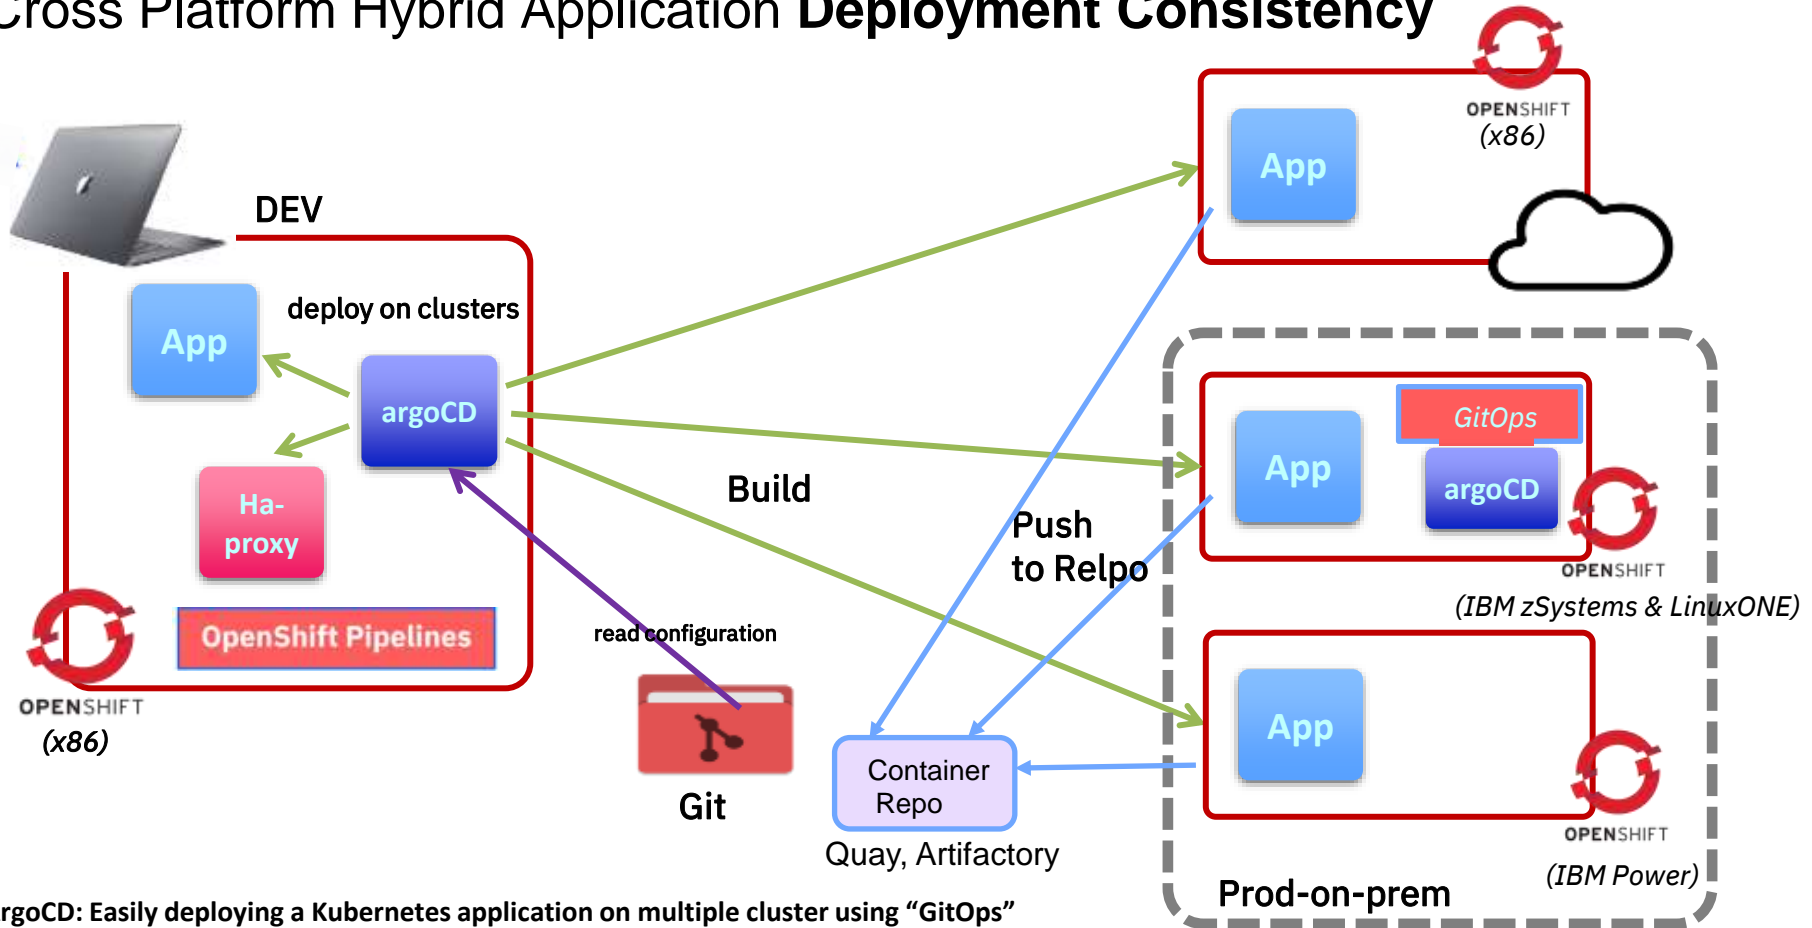 Cross Platform Hybrid Application Deployment Consistency
OPENSHIFT
(x86)
App
DEV
deploy on clusters
App
argoCD
Ha-
proxy
OpenShift Pipelines
OPENSHIFT
(x86)
Build
read configuration
Git
Push
to Relpo
Container
Repo
Quay, Artifactory
App
GitOps
argoCD
OPENSHIFT
(IBM zSystems & LinuxONE)
App
OPENSHIFT
(IBM Power)
Prod-on-prem
rgoCD: Easily deploying a Kubernetes application on multiple cluster using “GitOps”